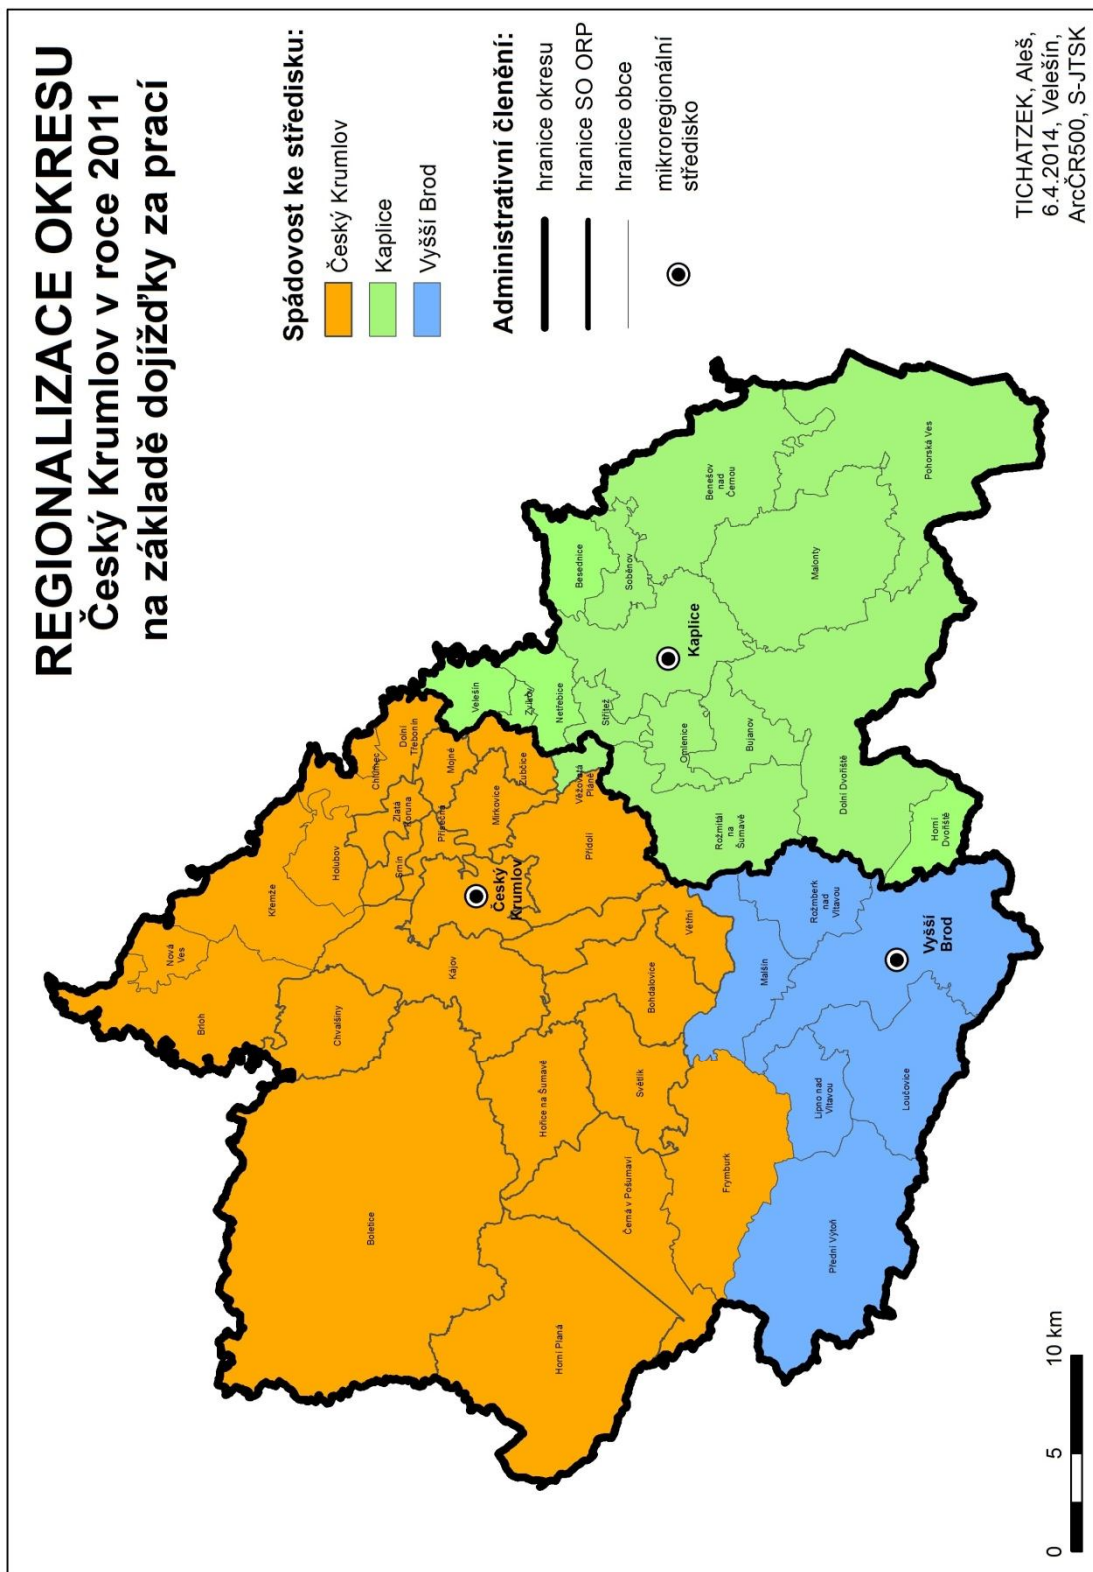 REGIONALIZACE OKRESU
Český Krumlov v roce 2011
na základě dojížďky za prací
Spádovost ke středisku:
Český Krumlov
Kaplice
Vyšší Brod
Administrativní členění:
hranice okresu
hranice SO ORP
hranice obce
mikroregionální
středisko
Nová
Ves
Brloh
Křemže
Holubov
Chlumec
Dolní
Třebonín
Zlatá
Koruna
Srnín
Chvalšiny
Přísečná
Mojné
Velešín
Boletice
Kájov
Český
Krumlov
Mirkovice
Zubčice
Zvíkov
Netřebice
Besednice
Hořice na Šumavě
Přídolí
Věžovatá
Pláně
Střítež
Soběnov
Horní Planá
Černá v Pošumaví
Světlík
Bohdalovice
Větřní
Omlenice
Kaplice
Benešov
nad
Černou
Rožmitál
na
Šumavě
Bujanov
Frymburk
Malšín
Malonty
Lipno nad
Vltavou
Rožmberk
nad
Vltavou
Dolní Dvořiště
Přední Výtoň
Loučovice
Vyšší
Brod
Horní
Dvořiště
Pohorská Ves
0 5 10 km
TICHATZEK, Aleš,
6.4.2014, Velešín,
ArcČR500, S-JTSK